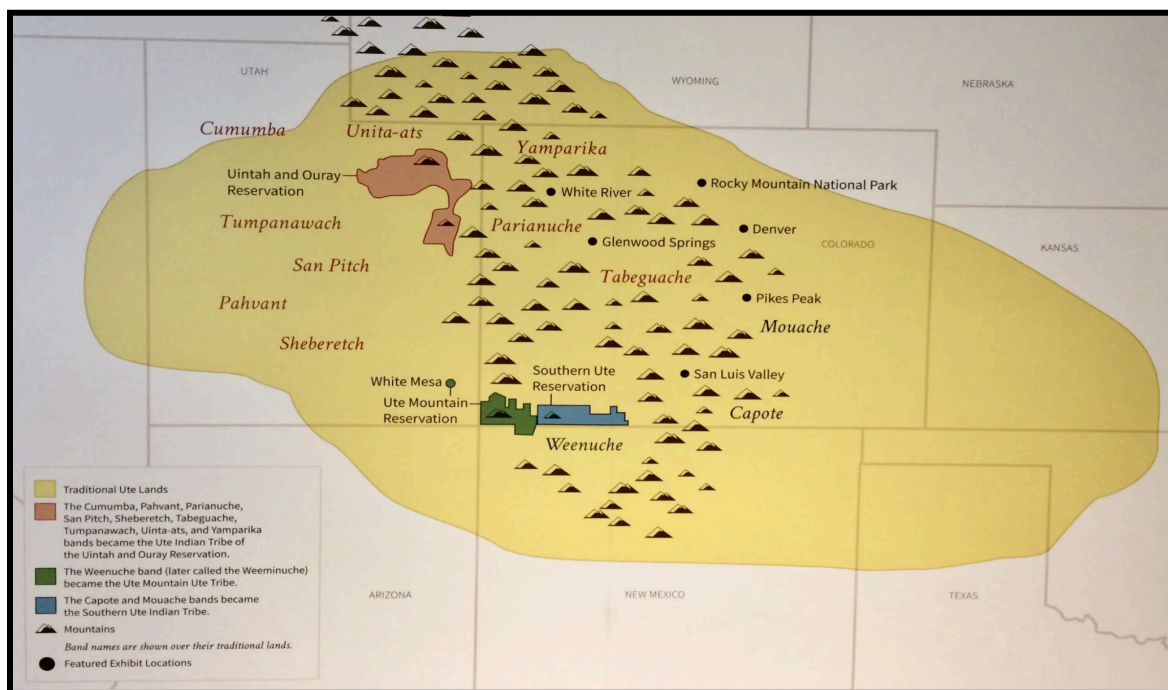 UTAH
WYOMING
NEBRASKA
Cumumba
Unita-ats
Yamparika
Uintah and Ouray
Reservation
White River
Rocky Mountain National Park
Tumpanawach
Parianuche
Denver
Glenwood Springs
COLORADO
KANSAS
San Pitch
Tabeguache
Pahvant
Pikes Peak
Mouache
Sheberetch
White Mesa
Southern Ute
Reservation
San Luis Valley
Ute Mountain
Reservation
Capote
Weenuche
Traditional Ute Lands
The Cumumba, Pahvant, Parianuche,
San Pitch, Sheberetch, Tabeguache,
Tumpanawach, Uinta-ats, and Yamparika
bands became the Ute Indian Tribe of
the Uintah and Ouray Reservation.
The Weenuche band (later called the Weeminuche)
became the Ute Mountain Ute Tribe.
The Capote and Mouache bands became
the Southern Ute Indian Tribe.
Mountains
Band names are shown over their traditional lands.
Featured Exhibit Locations
ARIZONA
NEW MEXICO
TEXAS